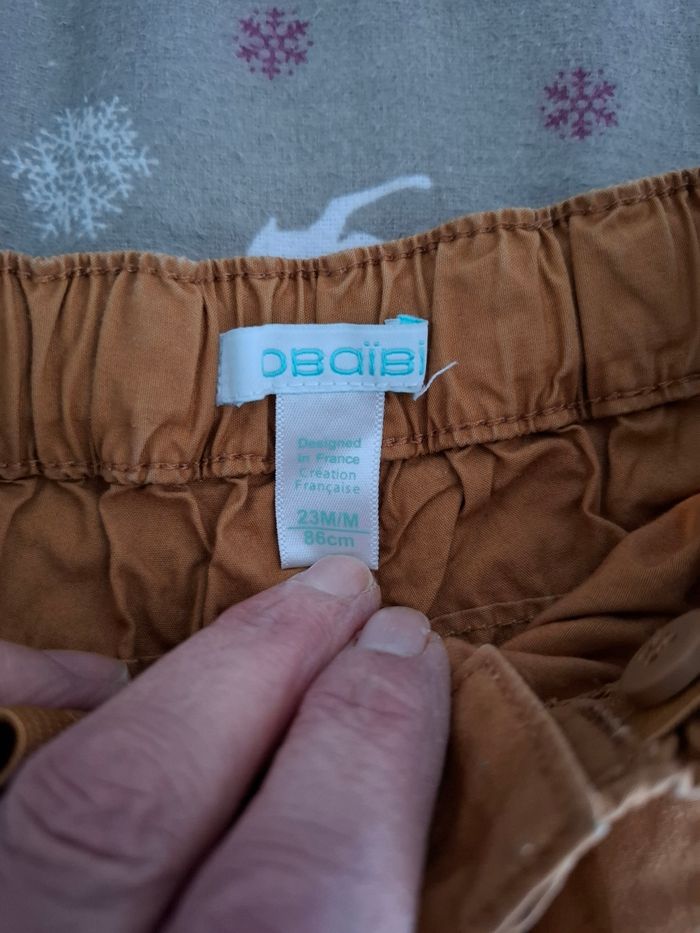 OBAÏBI
Designed
in France
Création
Française
23M/M
86cm